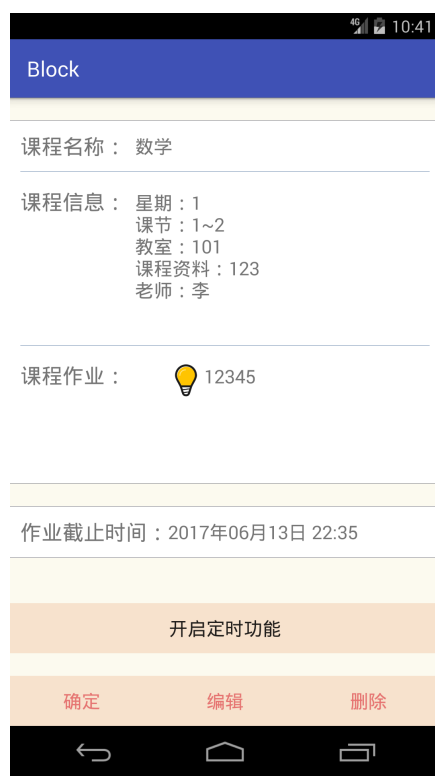 4G 10:41
Block
课程名称： 数学
课程信息： 星期：1
课节：1~2
教室：101
课程资料：123
老师：李
课程作业： 12345
作业截止时间：2017年06月13日 22:35
开启定时功能
确定 编辑 删除